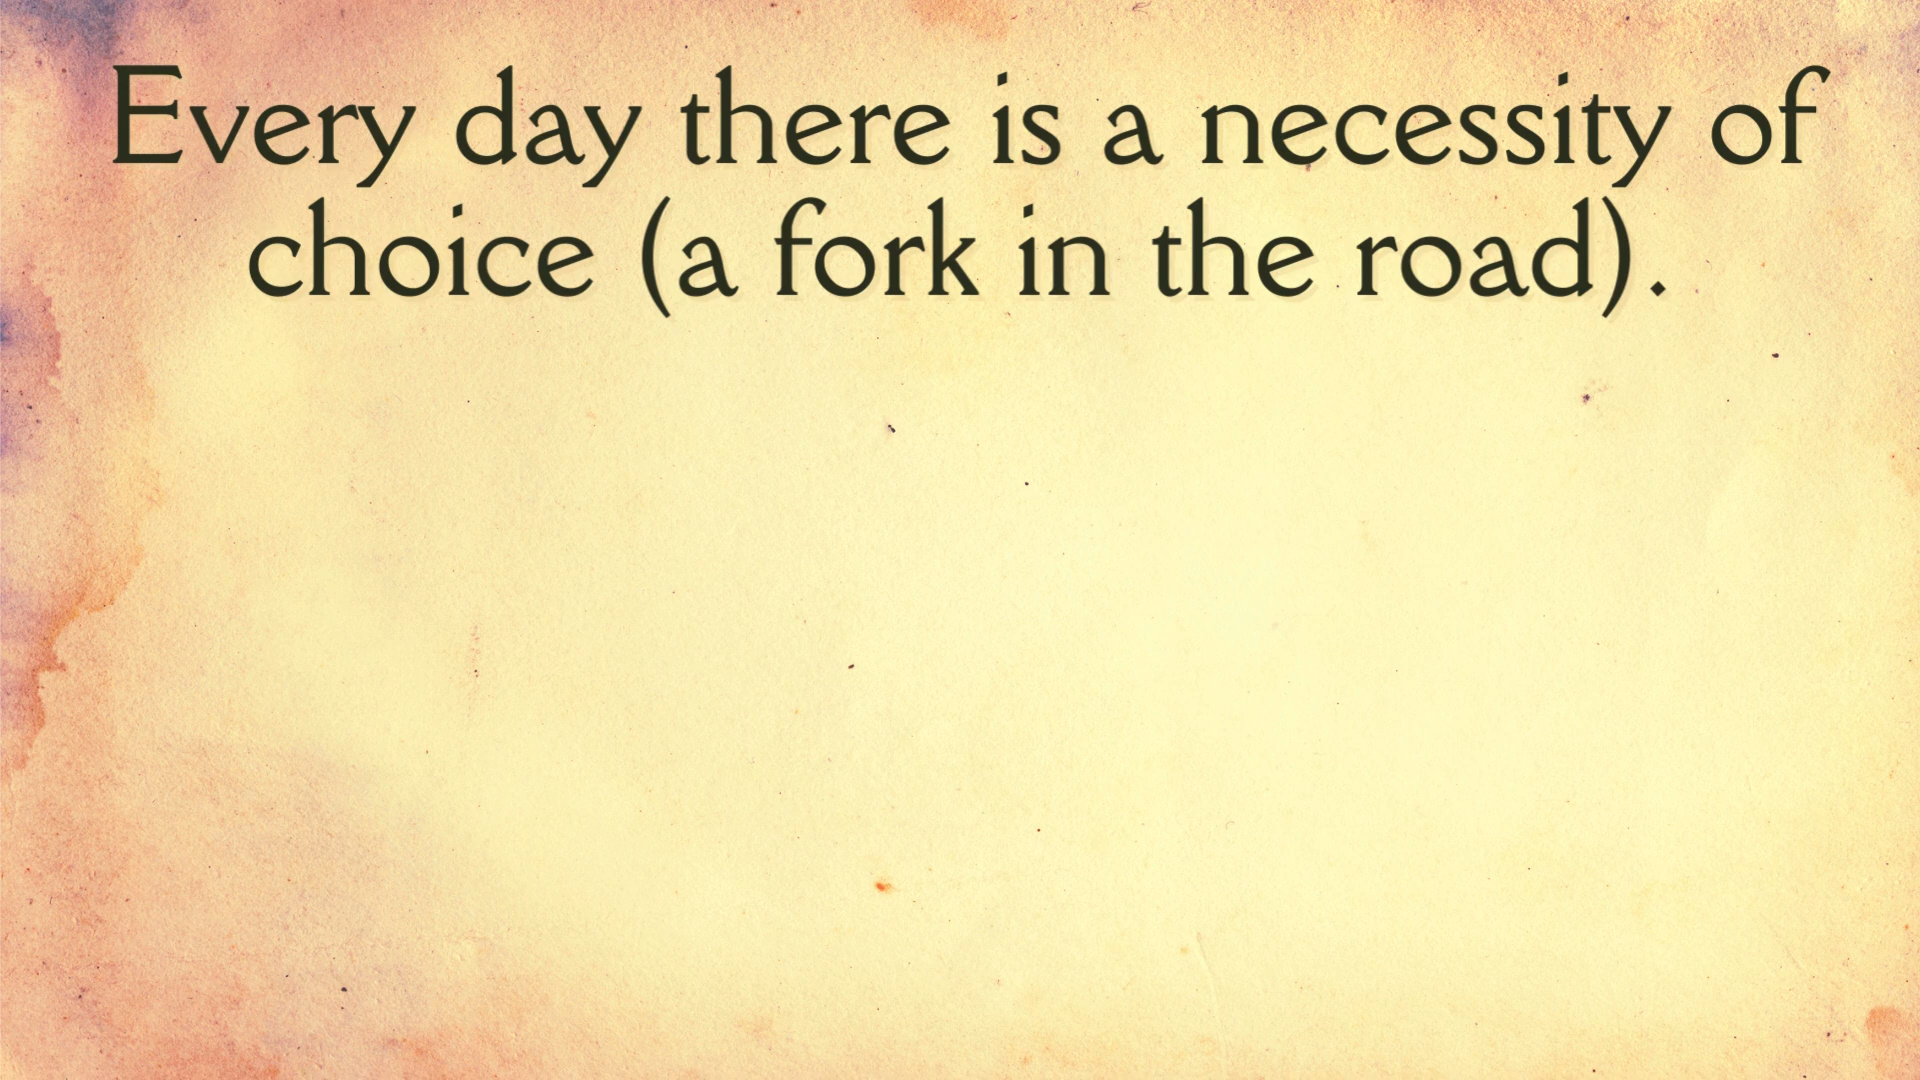 Every day there is a necessity of
choice (a fork in the road).